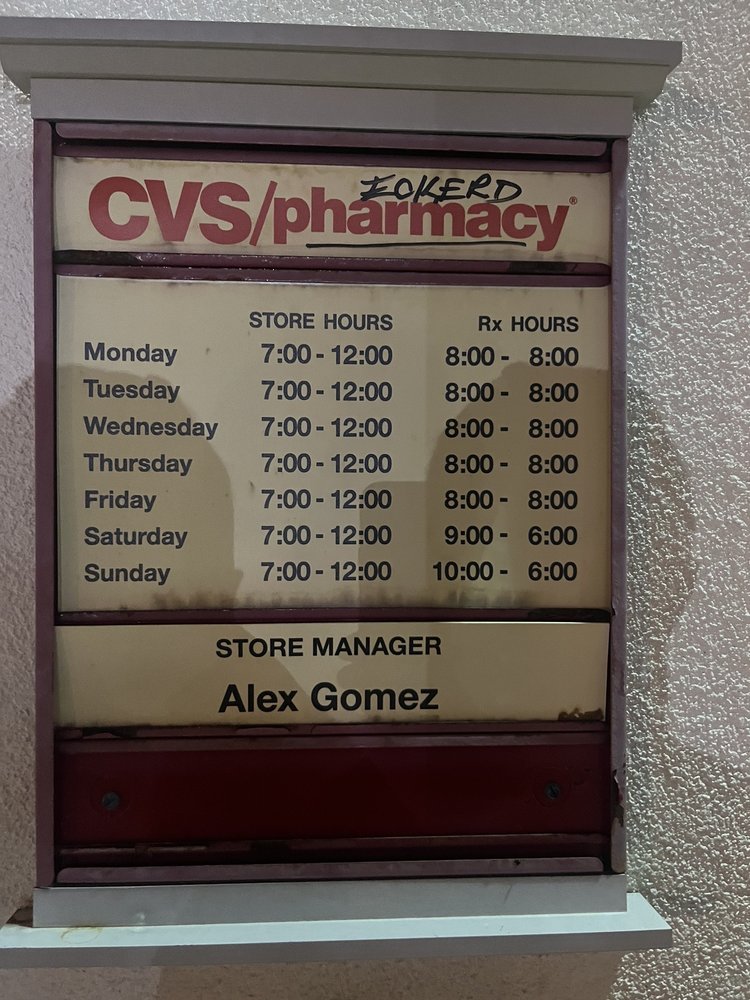 ECKERD
CVS/pharmacy®
STORE HOURS Rx HOURS
Monday 7:00 - 12:00 8:00 - 8:00
Tuesday 7:00 - 12:00 8:00 - 8:00
Wednesday 7:00 - 12:00 8:00 - 8:00
Thursday 7:00 - 12:00 8:00 - 8:00
Friday 7:00 - 12:00 8:00 - 8:00
Saturday 7:00 - 12:00 9:00 - 6:00
Sunday 7:00 - 12:00 10:00 - 6:00
STORE MANAGER
Alex Gomez